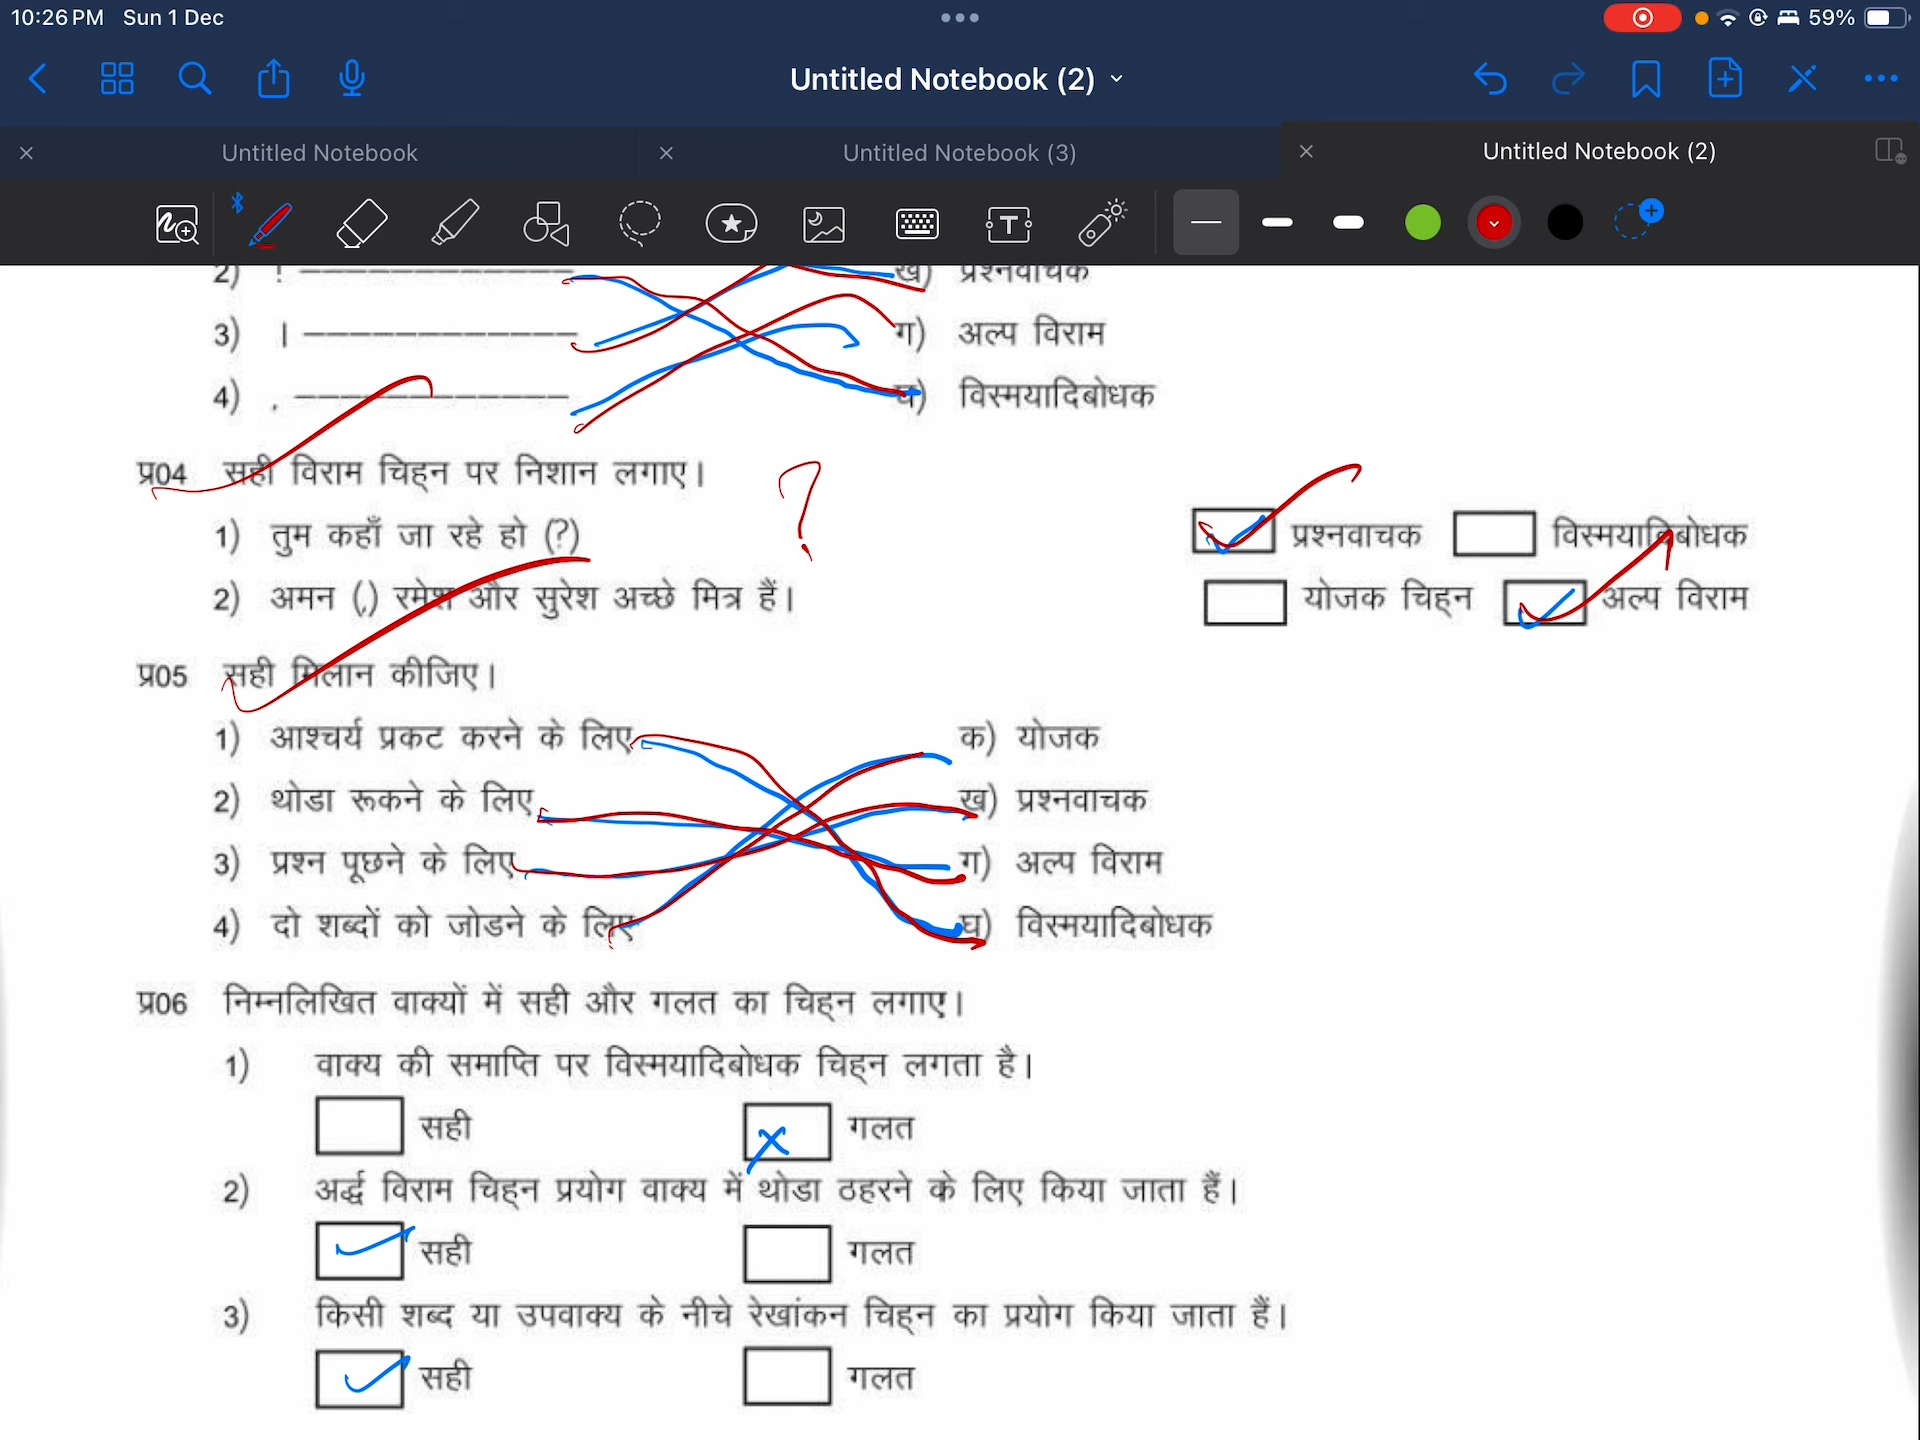 10:26 PM Sun 1 Dec
59%
Untitled Notebook (2)
Untitled Notebook
Untitled Notebook (3)
Untitled Notebook (2)
2) ! ———————————— ख) प्रश्नवाचक
3) । ———————————— ग) अल्प विराम
4) , ———————————— घ) विस्मयादिबोधक
प्र04 सही विराम चिह्न पर निशान लगाए।
?
1) तुम कहाँ जा रहे हो (?) प्रश्नवाचक विस्मयादिबोधक
2) अमन (,) रमेश और सुरेश अच्छे मित्र हैं। योजक चिह्न अल्प विराम
प्र05 सही मिलान कीजिए।
1) आश्चर्य प्रकट करने के लिए क) योजक
2) थोडा रूकने के लिए ख) प्रश्नवाचक
3) प्रश्न पूछने के लिए ग) अल्प विराम
4) दो शब्दों को जोडने के लिए घ) विस्मयादिबोधक
प्र06 निम्नलिखित वाक्यों में सही और गलत का चिह्न लगाए।
1) वाक्य की समाप्ति पर विस्मयादिबोधक चिह्न लगता है।
सही गलत
2) अर्द्ध विराम चिह्न प्रयोग वाक्य में थोडा ठहरने के लिए किया जाता हैं।
सही गलत
3) किसी शब्द या उपवाक्य के नीचे रेखांकन चिह्न का प्रयोग किया जाता हैं।
सही गलत